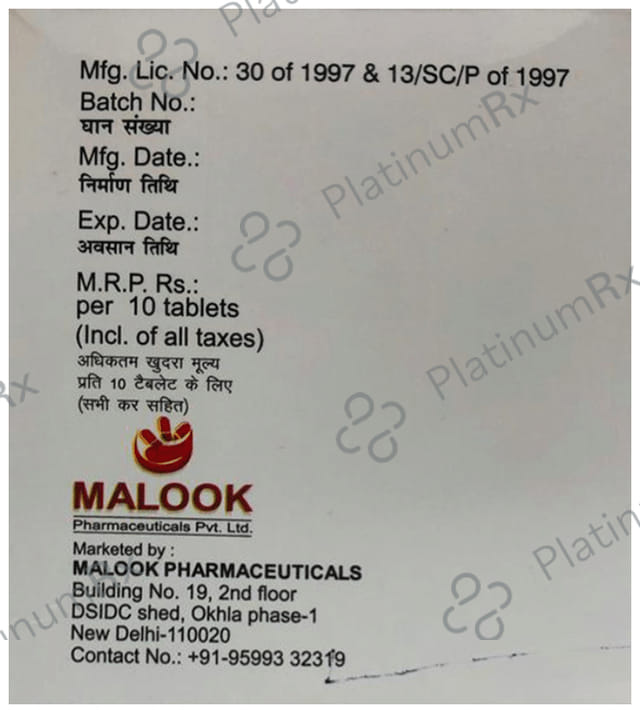 Mfg. Lic. No.: 30 of 1997 & 13/SC/P of 1997
Batch No.:
घान संख्या
Mfg. Date.:
निर्माण तिथि
Exp. Date.:
अवसान तिथि
M.R.P. Rs.:
per 10 tablets
(Incl. of all taxes)
अधिकतम खुदरा मूल्य
प्रति 10 टैबलेट के लिए
(सभी कर सहित)
MALOOK
Pharmaceuticals Pvt. Ltd.
Marketed by :
MALOOK PHARMACEUTICALS
Building No. 19, 2nd floor
DSIDC shed, Okhla phase-1
New Delhi-110020
Contact No.: +91-95993 32319
PlatinumRx
PlatinumRx